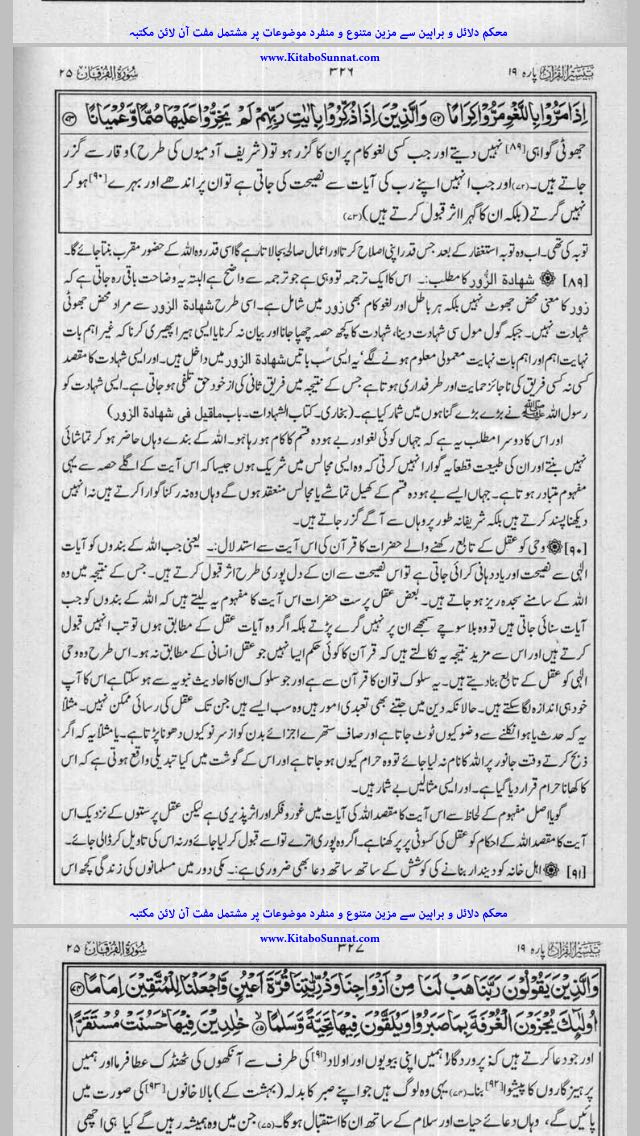 محکم دلائل و براہین سے مزین متنوع و منفرد موضوعات پر مشتمل مفت آن لائن مکتبہ
www.KitaboSunnat.com
تیسیر القرآن پارہ ۱۹ ۳۲۶ سُوْرَۃُ الْفُرْقَان ۲۵
اِذَا مَرُّوْا بِاللَّغْوِ مَرُّوْا كِرَامًا ﴿۷۲﴾ وَالَّذِيْنَ اِذَا ذُكِّرُوْا بِاٰيٰتِ رَبِّهِمْ لَمْ يَخِرُّوْا عَلَيْهَا صُمًّا وَّعُمْيَانًا ﴿۷۳﴾
جھوٹی گواہی [۸۹] نہیں دیتے اور جب کسی لغو کام پر ان کا گزر ہو تو (شریف آدمیوں کی طرح) وقار سے گزر
جاتے ہیں۔ (۷۲) اور جب انہیں اپنے رب کی آیات سے نصیحت کی جاتی ہے تو ان پر اندھے اور بہرے [۹۰] ہو کر
نہیں گرتے (بلکہ ان کا گہرا اثر قبول کرتے ہیں) (۷۳)
توبہ کی تھی۔ اب وہ توبہ استغفار کے بعد جس قدر اپنی اصلاح کرتا اور اعمال صالحہ بجا لاتا رہے گا اسی قدر وہ اللہ کے حضور مقرب بنتا جائے گا۔
[۸۹] شهادة الزُّور کا مطلب:۔ اس کا ایک ترجمہ تو وہی ہے جو ترجمہ سے واضح ہے البتہ یہ وضاحت باقی رہ جاتی ہے کہ
زور کا معنی محض جھوٹ نہیں بلکہ ہر باطل اور لغو کام بھی زور میں شامل ہے۔ اسی طرح شهادة الزور سے مراد محض جھوٹی
شہادت نہیں۔ جبکہ گول مول سی شہادت دینا، شہادت کا کچھ حصہ چھپا جانا اور بیان نہ کرنا یا ایسی ہیرا پھیری کرنا کہ غیر اہم بات
نہایت اہم اور اہم بات نہایت معمولی معلوم ہونے لگے، یہ ایسی سب باتیں شهادة الزور میں داخل ہیں۔ اور ایسی شہادت کا مقصد
کسی نہ کسی فریق کی ناجائز حمایت اور طرفداری ہوتا ہے جس کے نتیجہ میں فریق ثانی کی از خود حق تلفی ہو جاتی ہے۔ ایسی شہادت کو
رسول اللہ ﷺ نے بڑے بڑے گناہوں میں شمار کیا ہے۔ (بخاری۔ کتاب الشہادات۔ باب ماقیل فی شهادة الزور)
اور اس کا دوسرا مطلب یہ ہے کہ جہاں کوئی لغو اور بے ہودہ قسم کا کام ہو رہا ہو۔ اللہ کے بندے وہاں حاضر ہو کر تماشائی
نہیں بنتے اور ان کی طبیعت قطعاً یہ گوارا نہیں کرتی کہ وہ ایسی مجالس میں شریک ہوں جیسا کہ اس آیت کے اگلے حصہ سے یہی
مفہوم متبادر ہوتا ہے۔ جہاں ایسے بے ہودہ قسم کے کھیل تماشے یا مجالس منعقد ہوں گے وہاں وہ نہ رکنا گوارا کرتے ہیں نہ انہیں
دیکھنا پسند کرتے ہیں بلکہ شریفانہ طور پر وہاں سے آگے گزر جاتے ہیں۔
[۹۰] وحی کو عقل کے تابع رکھنے والے حضرات کا قرآن کی اس آیت سے استدلال:۔ یعنی جب اللہ کے بندوں کو آیات
الٰہی سے نصیحت اور یاد دہانی کرائی جاتی ہے تو اس نصیحت سے ان کے دل پوری طرح اثر قبول کرتے ہیں۔ جس کے نتیجہ میں وہ
اللہ کے سامنے سجدہ ریز ہو جاتے ہیں۔ بعض عقل پرست حضرات اس آیت کا مفہوم یہ لیتے ہیں کہ اللہ کے بندوں کو جب
آیات سنائی جاتی ہیں تو وہ بلا سوچے سمجھے ان پر نہیں گرے پڑتے بلکہ اگر وہ آیات عقل کے مطابق ہوں تو تب انہیں قبول
کرتے ہیں اور اس سے مزید نتیجہ یہ نکالتے ہیں کہ قرآن کا کوئی حکم ایسا نہیں جو عقل انسانی کے مطابق نہ ہو۔ اس طرح وہ وحی
الٰہی کو عقل کے تابع بنا دیتے ہیں۔ یہ سلوک تو ان کا قرآن سے ہے اور جو سلوک ان کا احادیث نبویہ سے ہو سکتا ہے اس کا آپ
خود ہی اندازہ لگا سکتے ہیں۔ حالانکہ دین میں جتنے بھی تعبدی امور ہیں وہ سب ایسے ہیں جن تک عقل کی رسائی ممکن نہیں۔ مثلاً
یہ کہ حدث یا ہوا نکلنے سے وضو کیوں ٹوٹ جاتا ہے اور صاف ستھرے اجزائے بدن کو از سر نو کیوں دھونا پڑتا ہے۔ یا مثلاً یہ کہ اگر
ذبح کرتے وقت جانور پر اللہ کا نام نہ لیا جائے تو وہ حرام کیوں ہو جاتا ہے اور اس کے گوشت میں کیا تبدیلی واقع ہوتی ہے کہ اس
کا کھانا حرام قرار دیا گیا ہے۔ اور ایسی مثالیں بے شمار ہیں۔
گویا اصل مفہوم کے لحاظ سے اس آیت کا مقصد اللہ کی آیات میں غور و فکر اور اثر پذیری ہے لیکن عقل پرستوں کے نزدیک اس
آیت کا مقصد اللہ کے احکام کو عقل کی کسوٹی پر پرکھنا ہے۔ اگر وہ پوری اترے تو اسے قبول کر لیا جائے ورنہ اس کی تاویل کر ڈالی جائے۔
[۹۱] اہل خانہ کو دیندار بنانے کی کوشش کے ساتھ ساتھ دعا بھی ضروری ہے:۔ مکی دور میں مسلمانوں کی زندگی کچھ اس
محکم دلائل و براہین سے مزین متنوع و منفرد موضوعات پر مشتمل مفت آن لائن مکتبہ
www.KitaboSunnat.com
تیسیر القرآن پارہ ۱۹ ۳۲۷ سُوْرَۃُ الْفُرْقَان ۲۵
وَالَّذِيْنَ يَقُوْلُوْنَ رَبَّنَا هَبْ لَنَا مِنْ اَزْوَاجِنَا وَذُرِّيّٰتِنَا قُرَّةَ اَعْيُنٍ وَّاجْعَلْنَا لِلْمُتَّقِيْنَ اِمَامًا ﴿۷۴﴾
اُولٰٓئِكَ يُجْزَوْنَ الْغُرْفَةَ بِمَا صَبَرُوْا وَيُلَقَّوْنَ فِيْهَا تَحِيَّةً وَّسَلٰمًا ﴿۷۵﴾ خٰلِدِيْنَ فِيْهَا حَسُنَتْ مُسْتَقَرًّا
اور جو دعا کرتے ہیں کہ: پروردگار! ہمیں اپنی بیویوں اور اولاد [۹۱] کی طرف سے آنکھوں کی ٹھنڈک عطا فرما اور ہمیں
پرہیز گاروں کا پیشوا [۹۲] بنا۔ (۷۴) یہی وہ لوگ ہیں جو اپنے صبر کا بدلہ (بہشت کے) بالا خانوں [۹۳] کی صورت میں
پائیں گے، وہاں دعائے حیات اور سلام کے ساتھ ان کا استقبال ہوگا۔ (۷۵) جن میں وہ ہمیشہ رہیں گے کیا ہی اچھی